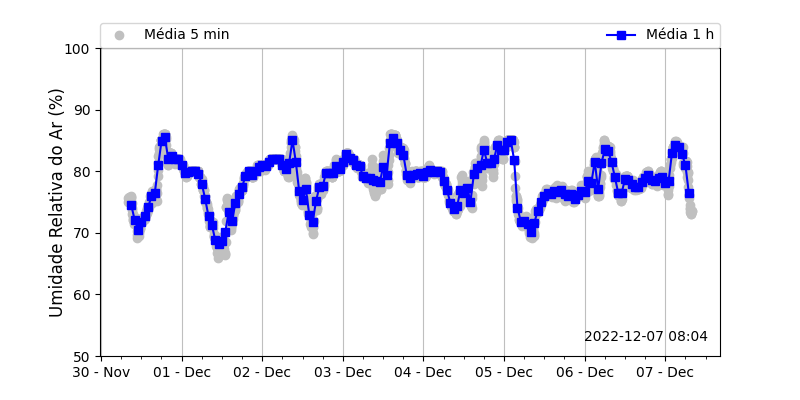 Média 5 min
Média 1 h
Umidade Relativa do Ar (%)
100
90
80
70
60
50
2022-12-07 08:04
30 - Nov
01 - Dec
02 - Dec
03 - Dec
04 - Dec
05 - Dec
06 - Dec
07 - Dec